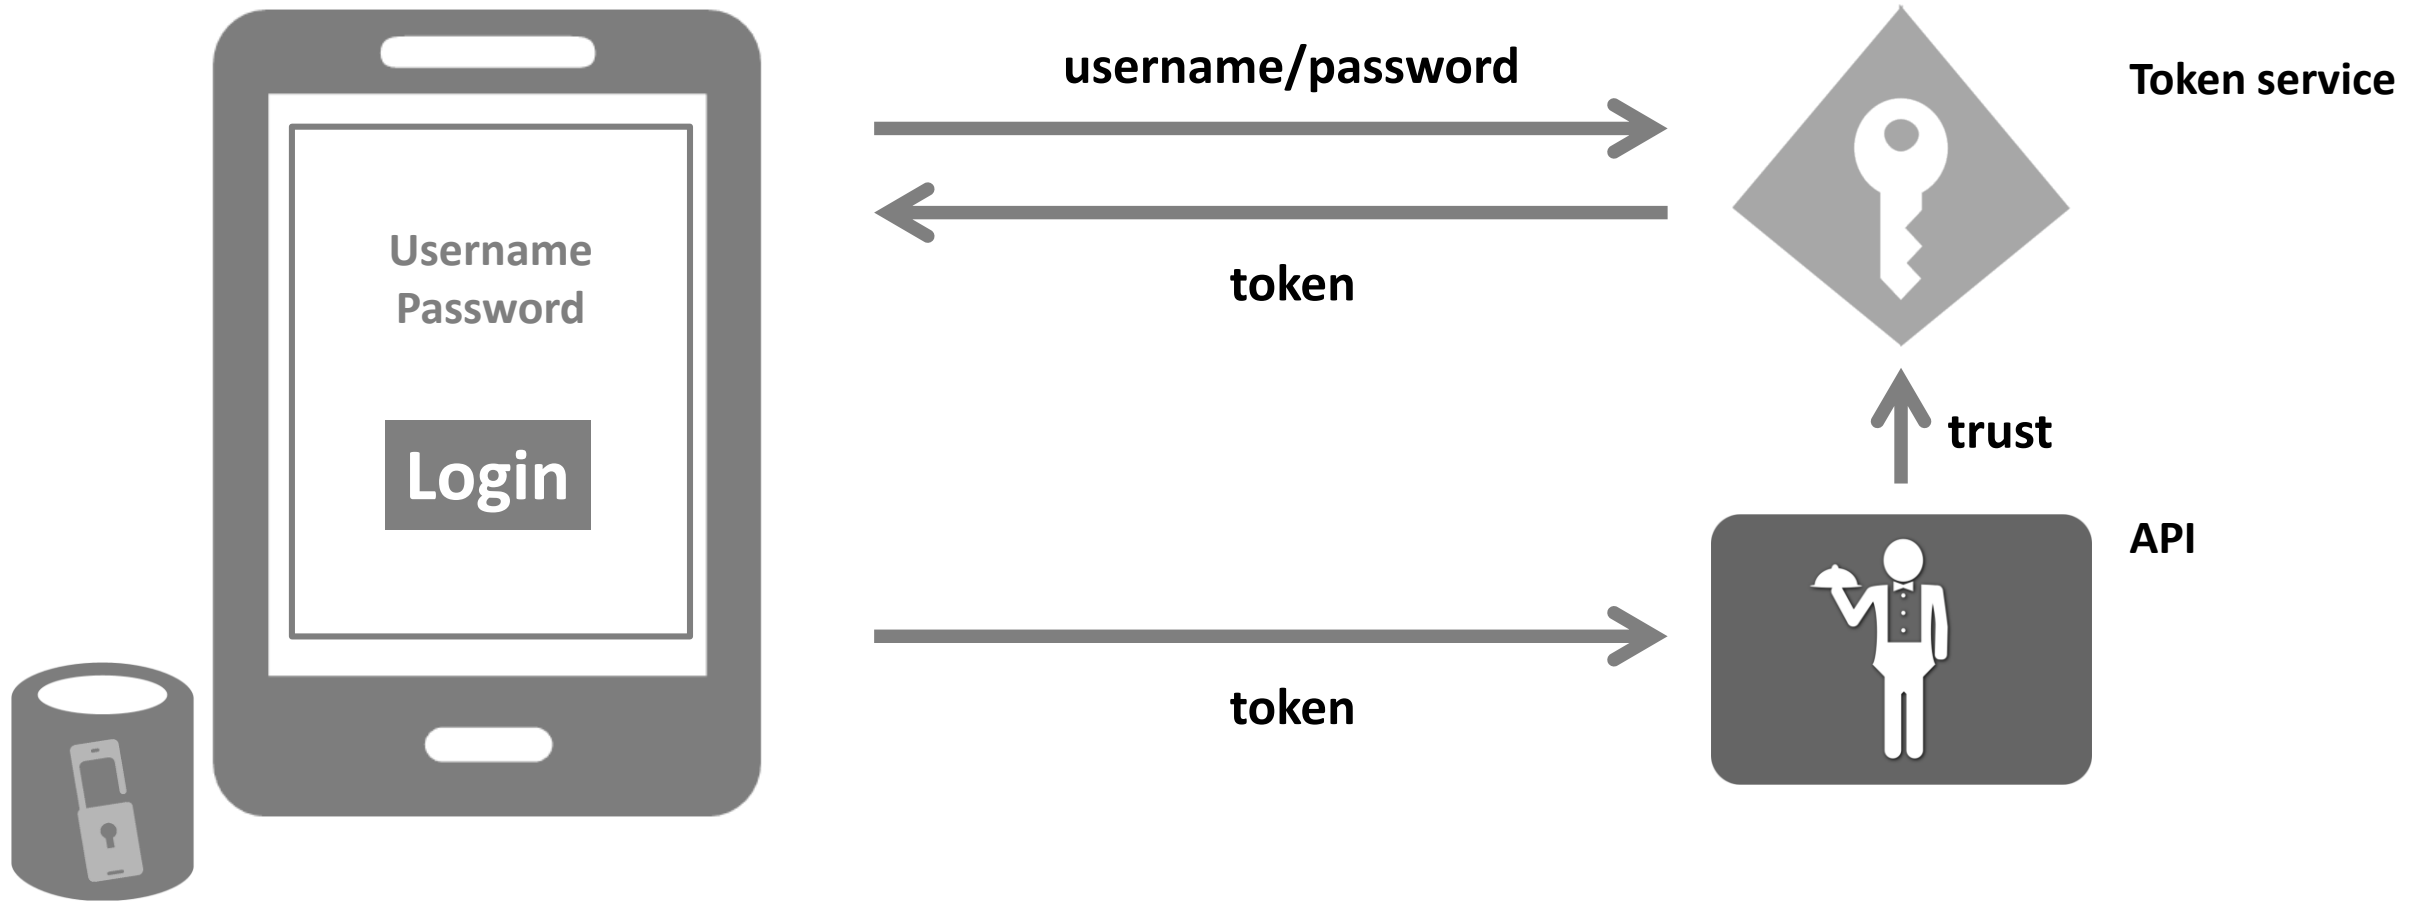 username/password
Token service
Username
Password
token
trust
Login
API
token